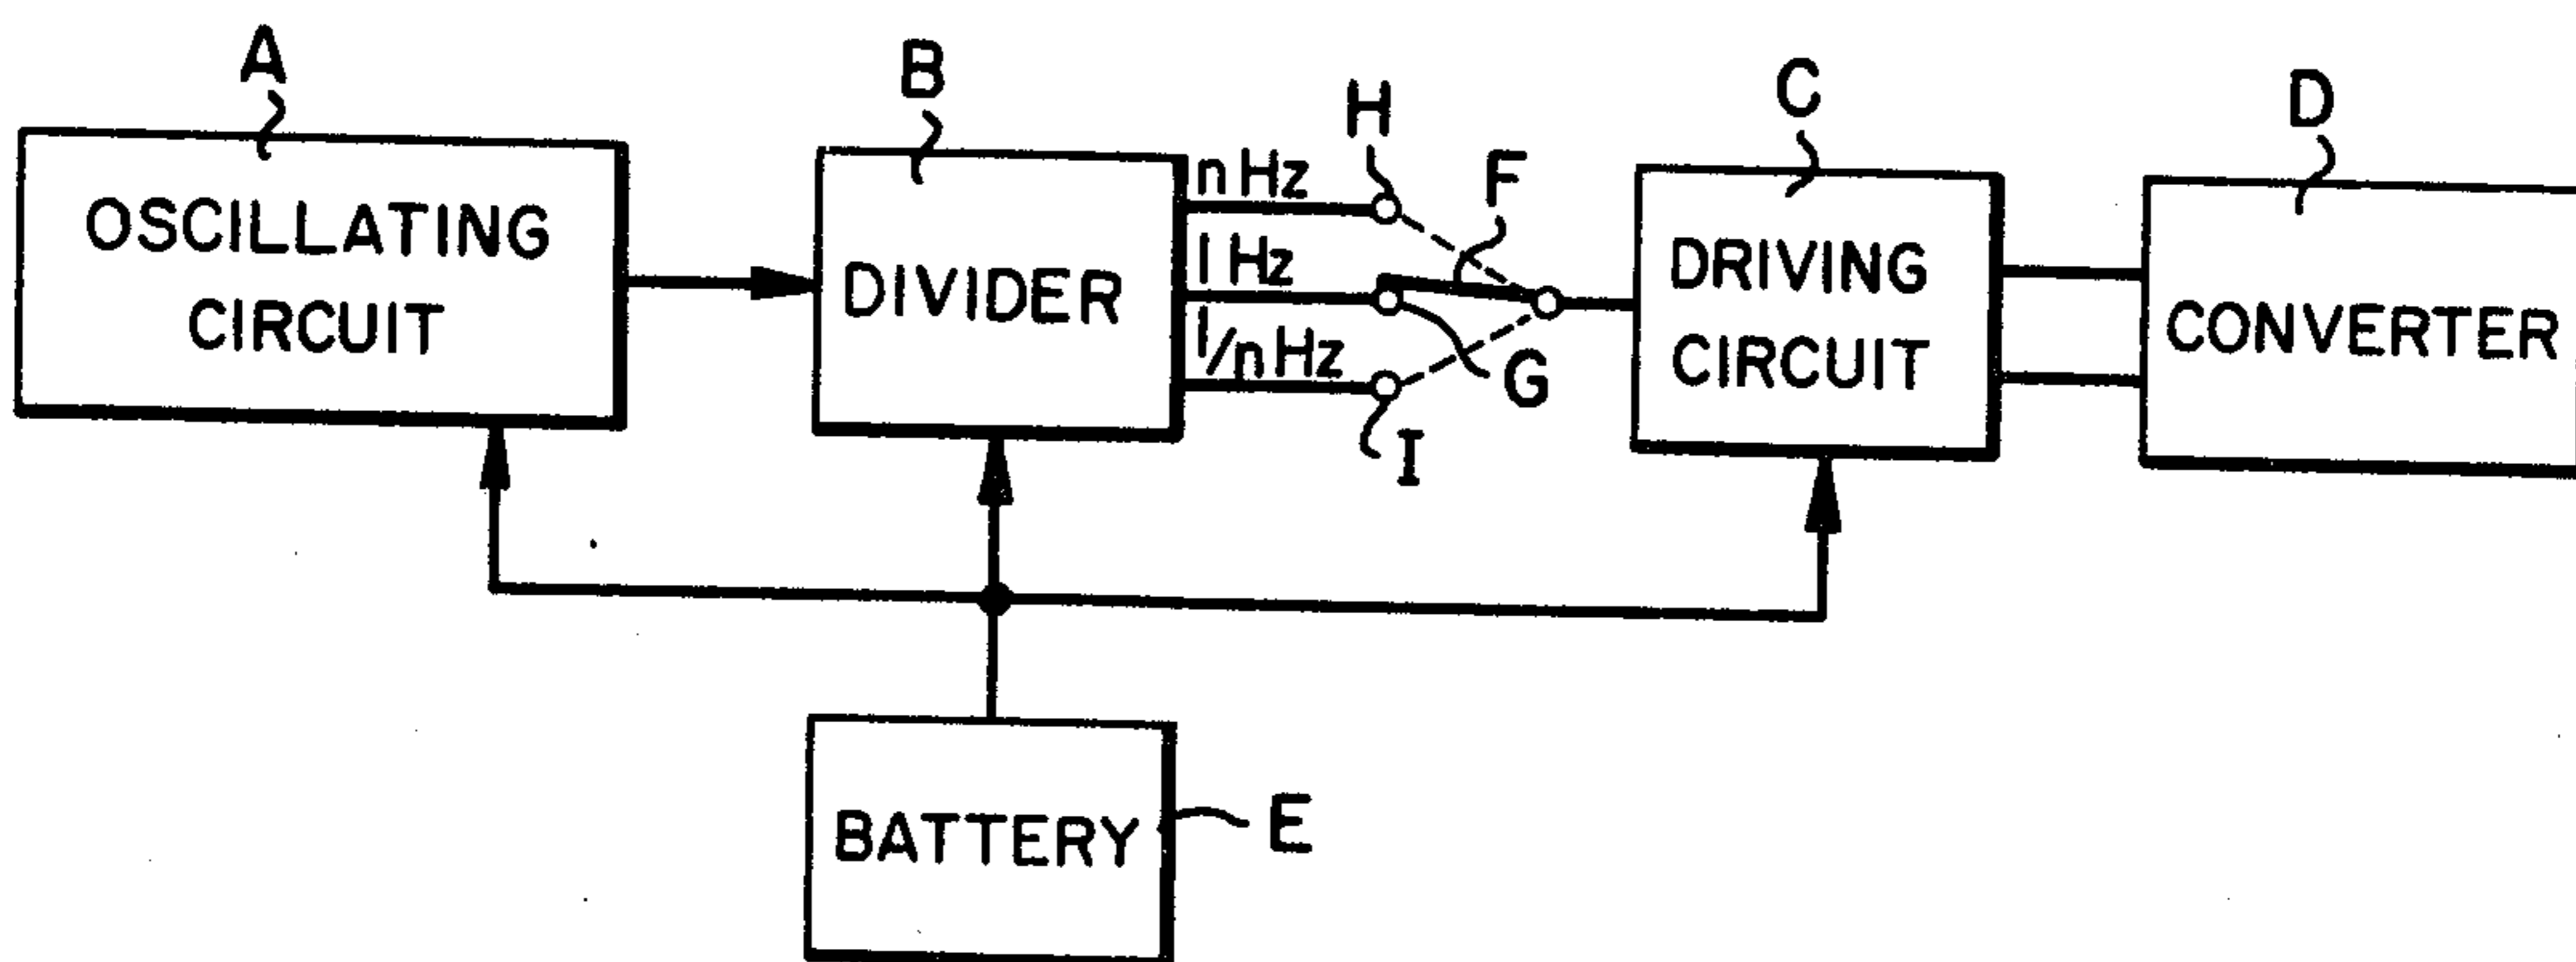 A
B
H
F
C
D
OSCILLATING
CIRCUIT
DIVIDER
n Hz
1 Hz
1/n Hz
G
I
DRIVING
CIRCUIT
CONVERTER
BATTERY
E